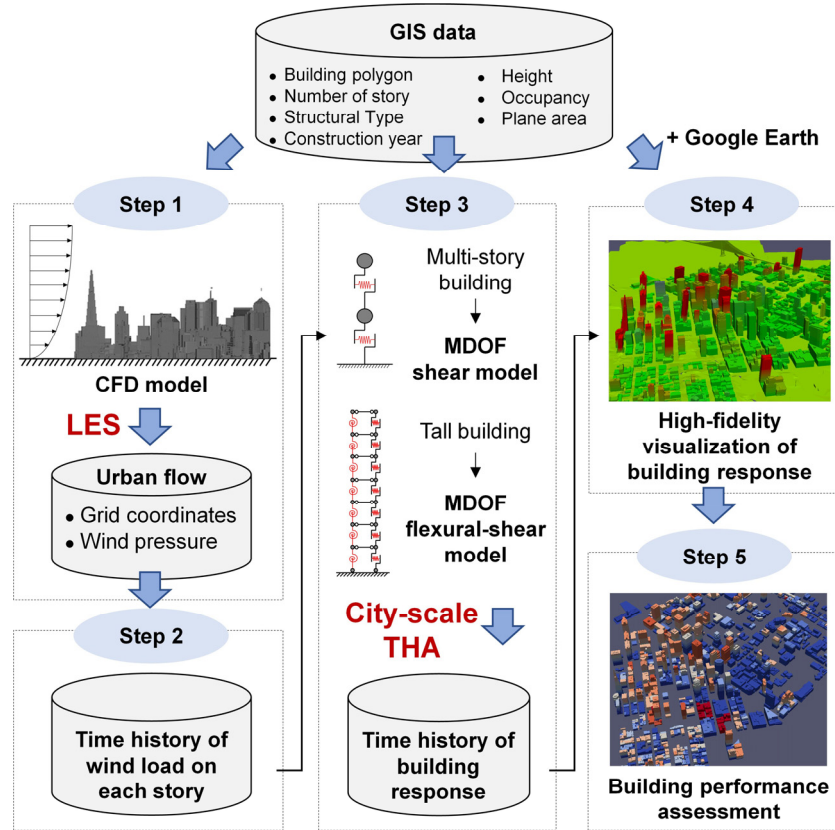 GIS data
• Building polygon
• Number of story
• Structural Type
• Construction year
• Height
• Occupancy
• Plane area
+ Google Earth
Step 1
CFD model
LES
Urban flow
• Grid coordinates
• Wind pressure
Step 2
Time history of
wind load on
each story
Step 3
Multi-story
building
MDOF
shear model
Tall building
MDOF
flexural-shear
model
City-scale
THA
Time history of
building
response
Step 4
High-fidelity
visualization of
building response
Step 5
Building performance
assessment